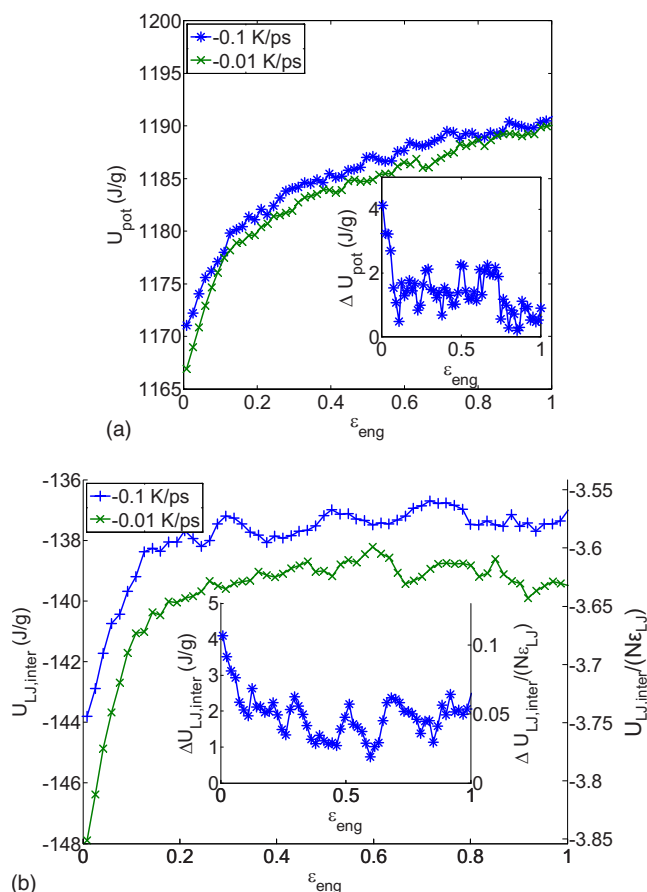 1200
-0.1 K/ps
-0.01 K/ps
1195
1190
1185
1180
1175
1170
1165
U_pot (J/g)
0 0.2 0.4 0.6 0.8 1
ε_eng
4
2
0
Δ U_pot (J/g)
0 0.5 1
ε_eng
(a)
-136
-0.1 K/ps
-0.01 K/ps
-138
-140
-142
-144
-146
-148
U_LJ,inter (J/g)
0 0.2 0.4 0.6 0.8 1
ε_eng
-3.55
-3.6
-3.65
-3.7
-3.75
-3.8
-3.85
U_LJ,inter/(Nε_LJ)
5
4
3
2
1
0
ΔU_LJ,inter (J/g)
0 0.5 1
ε_eng
0.1
0.05
0
Δ U_LJ,inter/(Nε_LJ)
(b)